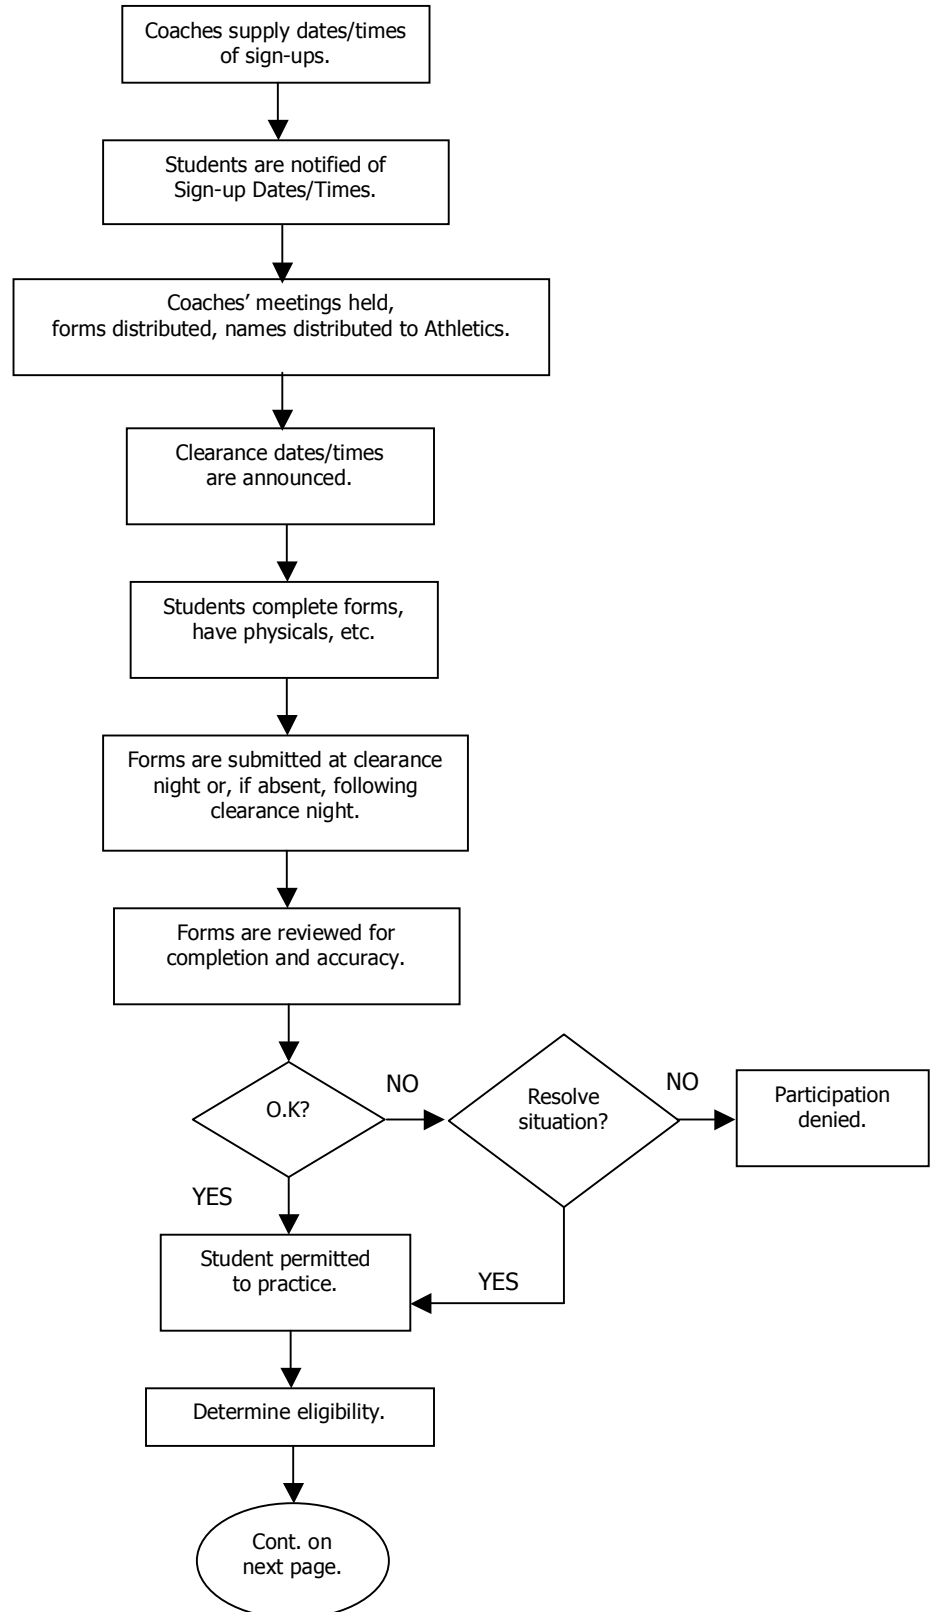 Coaches supply dates/times
of sign-ups.
Students are notified of
Sign-up Dates/Times.
Coaches’ meetings held,
forms distributed, names distributed to Athletics.
Clearance dates/times
are announced.
Students complete forms,
have physicals, etc.
Forms are submitted at clearance
night or, if absent, following
clearance night.
Forms are reviewed for
completion and accuracy.
O.K?
NO
Resolve
situation?
NO
Participation
denied.
YES
Student permitted
to practice.
YES
Determine eligibility.
Cont. on
next page.